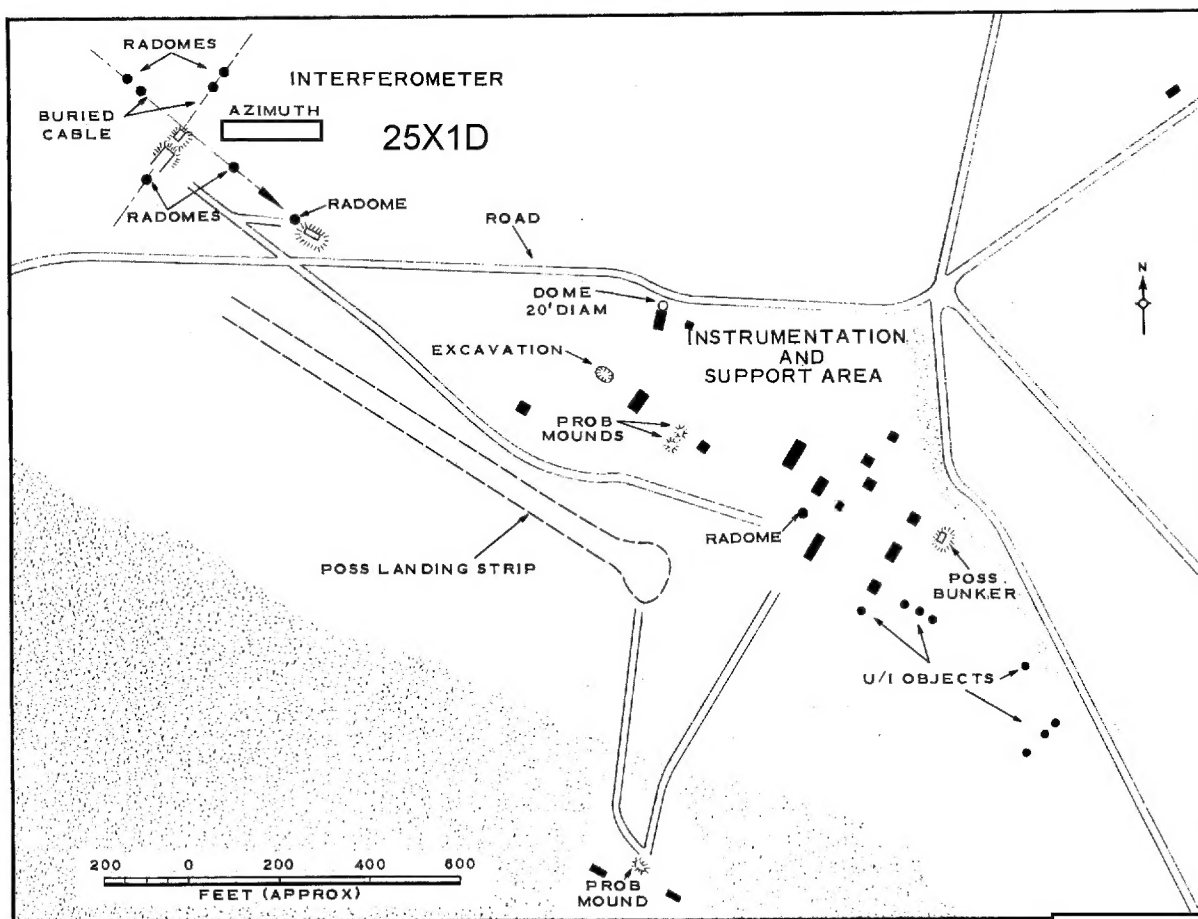 RADOMES
INTERFEROMETER
BURIED
CABLE
AZIMUTH
25X1D
RADOMES
RADOME
ROAD
N
DOME
20' DIAM
INSTRUMENTATION
AND
SUPPORT AREA
EXCAVATION
PROB
MOUNDS
RADOME
POSS LANDING STRIP
POSS.
BUNKER
U/I OBJECTS
200 0 200 400 600
FEET (APPROX)
PROB
MOUND